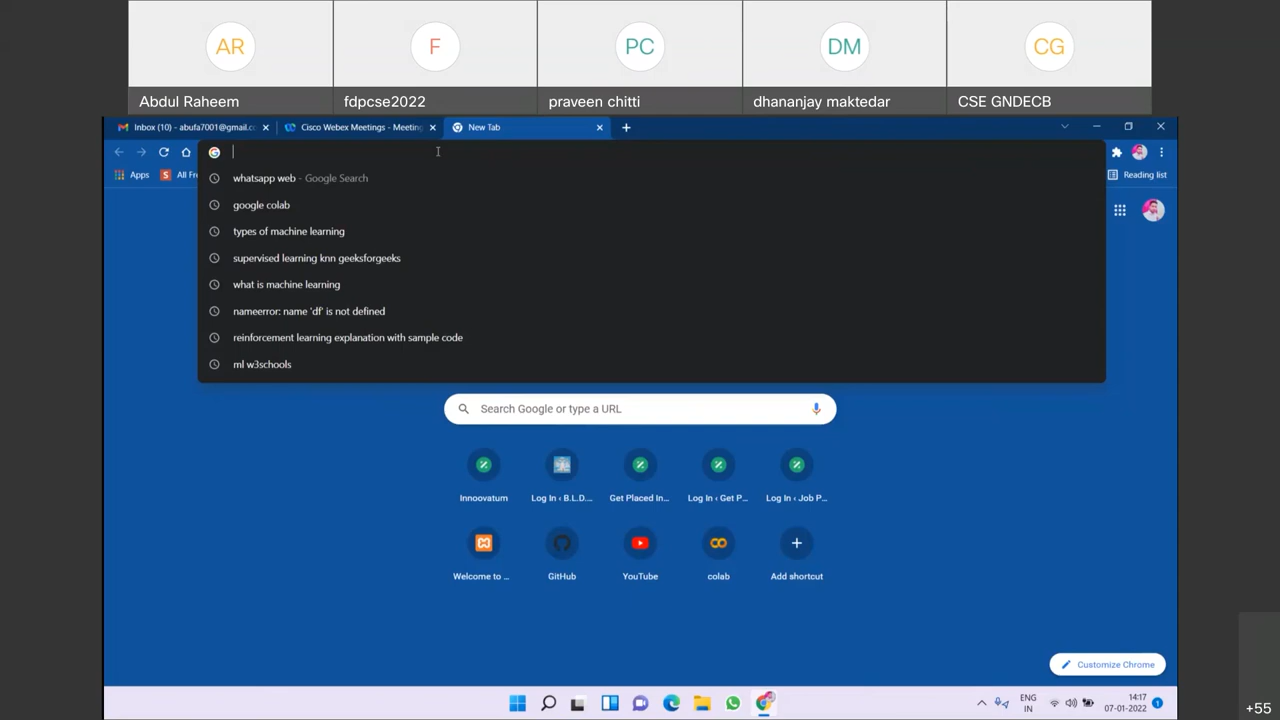 AR
F
PC
DM
CG
Abdul Raheem
fdpcse2022
praveen chitti
dhananjay maktedar
CSE GNDECB
Inbox (10) - abufa7001@gmail.co
Cisco Webex Meetings - Meeting
New Tab
Apps
All Fr
Reading list
whatsapp web - Google Search
google colab
types of machine learning
supervised learning knn geeksforgeeks
what is machine learning
nameerror: name 'df' is not defined
reinforcement learning explanation with sample code
ml w3schools
Search Google or type a URL
Innoovatum
Log In ‹ B.L.D....
Get Placed In...
Log In ‹ Get P...
Log In ‹ Job P...
Welcome to ...
GitHub
YouTube
colab
Add shortcut
Customize Chrome
ENG
IN
14:17
07-01-2022
1
+55